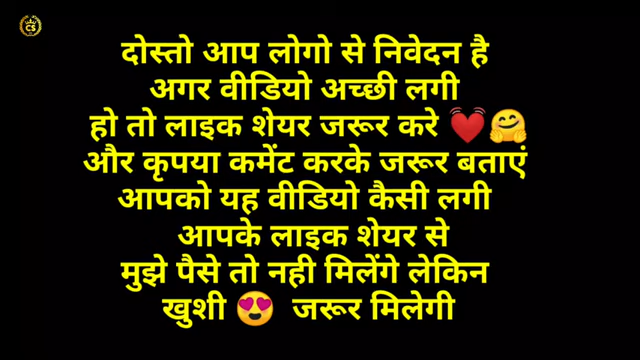 CS
दोस्तो आप लोगो से निवेदन है
अगर वीडियो अच्छी लगी
हो तो लाइक शेयर जरूर करे 💓🤗
और कृपया कमेंट करके जरूर बताएं
आपको यह वीडियो कैसी लगी
आपके लाइक शेयर से
मुझे पैसे तो नही मिलेंगे लेकिन
खुशी 😍 जरूर मिलेगी